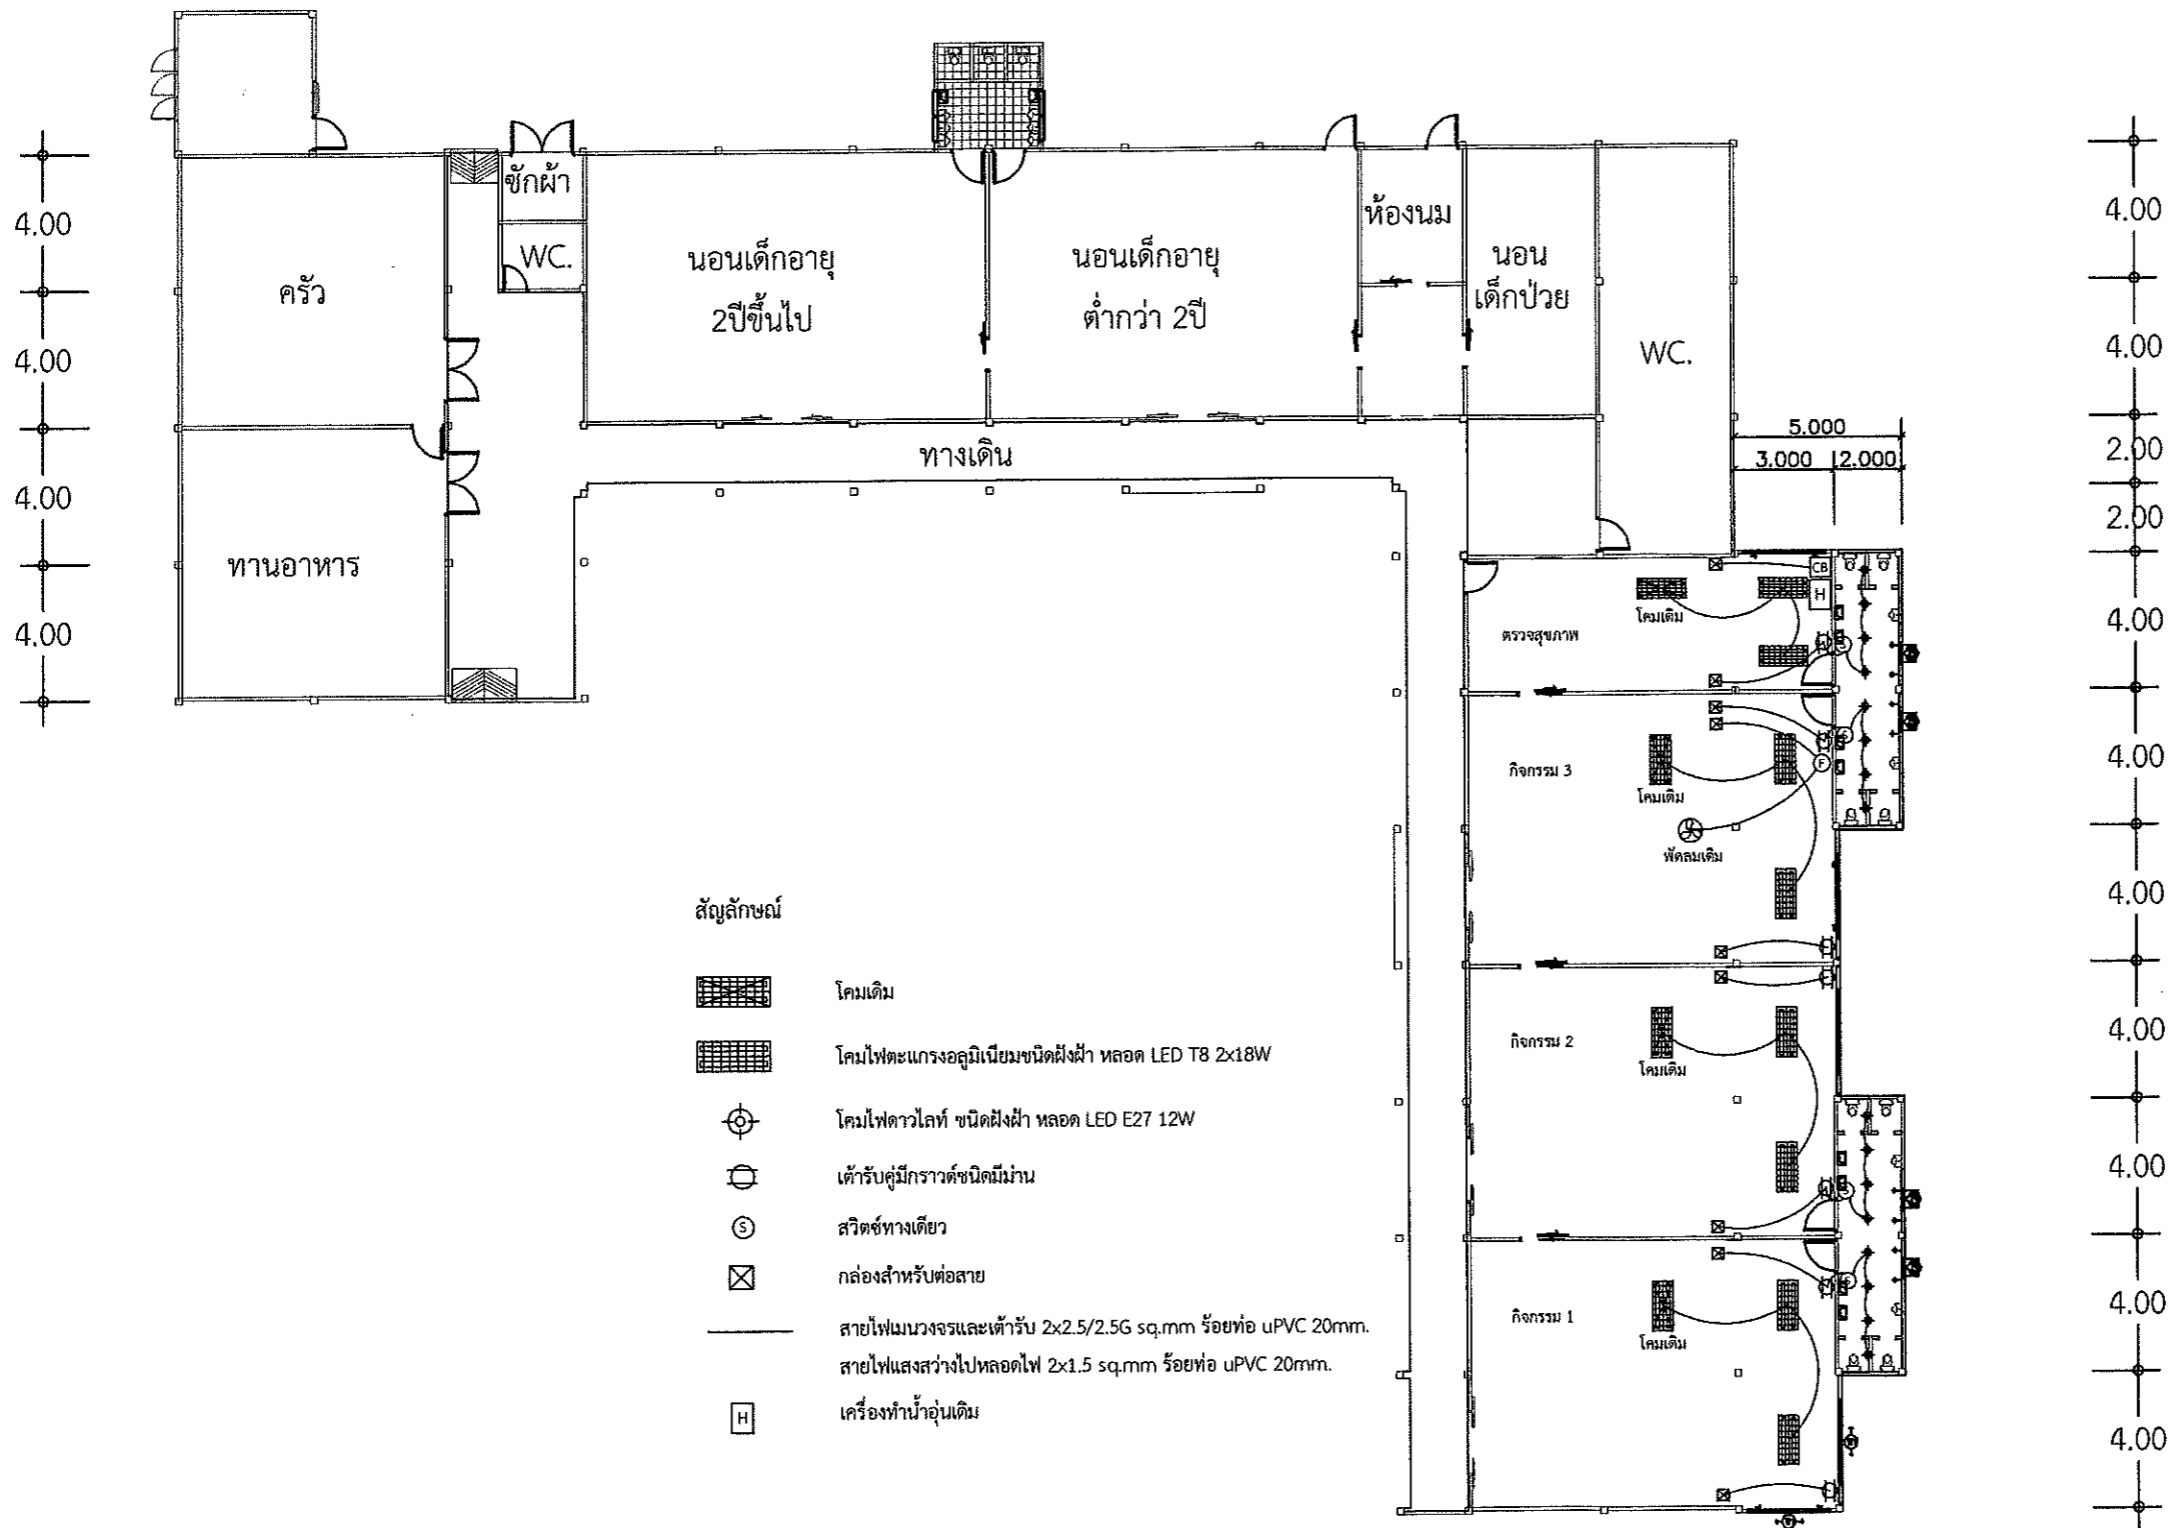 ซักผ้า
WC.
ครัว
ทานอาหาร
นอนเด็กอายุ
2ปีขึ้นไป
นอนเด็กอายุ
ต่ำกว่า 2ปี
ห้องนม
นอน
เด็กป่วย
WC.
ทางเดิน
4.00
4.00
4.00
4.00
5.000
3.000
2.000
4.00
4.00
2.00
2.00
4.00
4.00
4.00
4.00
4.00
4.00
4.00
CB
H
โคมเดิม
ตรวจสุขภาพ
S
กิจกรรม 3
โคมเดิม
S
F
พัดลมเดิม
กิจกรรม 2
โคมเดิม
กิจกรรม 1
โคมเดิม
สัญลักษณ์
โคมเดิม
โคมไฟตะแกรงอลูมิเนียมชนิดฝังฝ้า หลอด LED T8 2x18W
โคมไฟดาวไลท์ ชนิดฝังฝ้า หลอด LED E27 12W
เต้ารับคู่มีกราวด์ชนิดมีม่าน
S สวิตซ์ทางเดียว
กล่องสำหรับต่อสาย
สายไฟเมนวงจรและเต้ารับ 2x2.5/2.5G sq.mm ร้อยท่อ uPVC 20mm.
สายไฟแสงสว่างไปหลอดไฟ 2x1.5 sq.mm ร้อยท่อ uPVC 20mm.
H เครื่องทำน้ำอุ่นเดิม